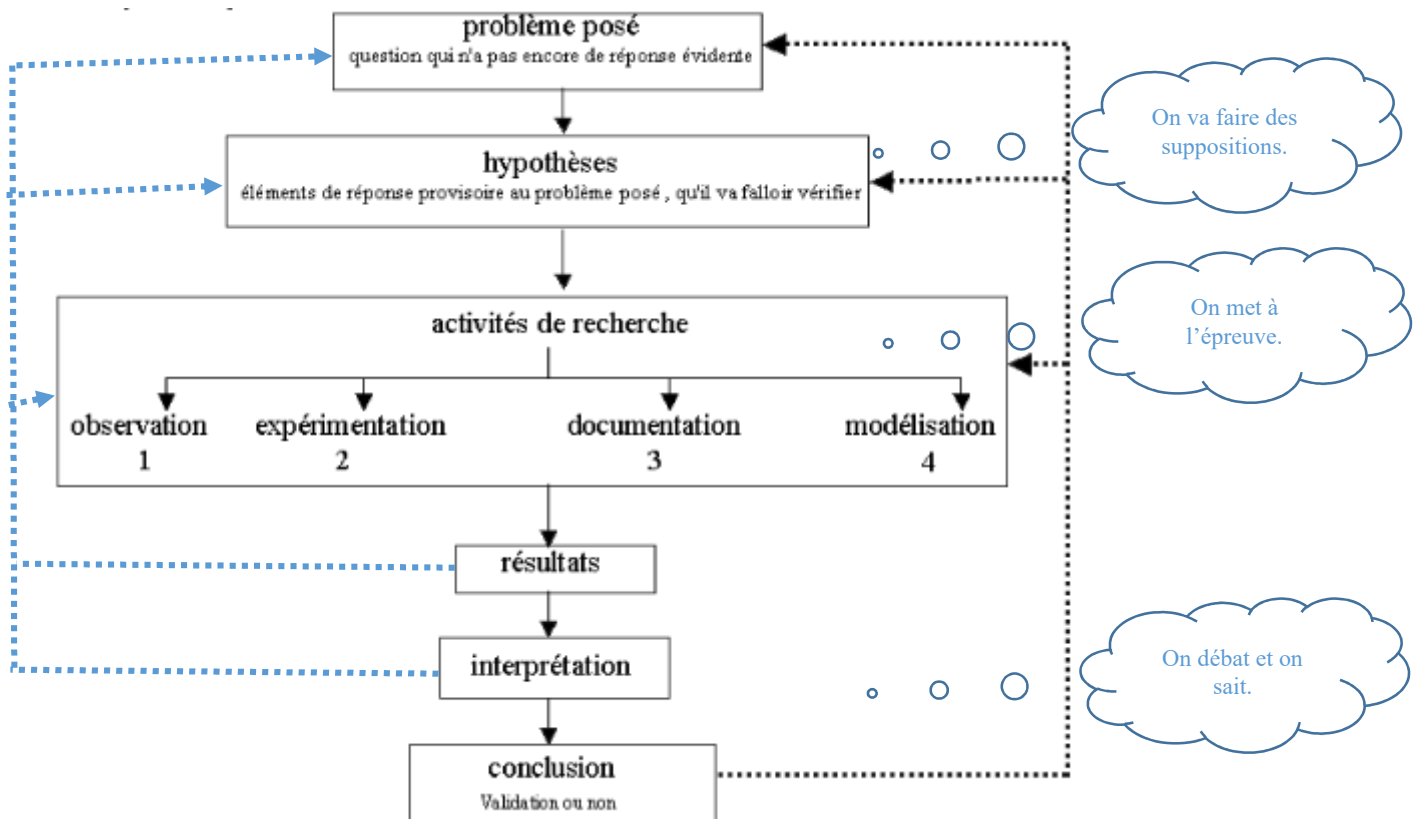 problème posé
question qui n'a pas encore de réponse évidente
On va faire des
suppositions.
hypothèses
éléments de réponse provisoire au problème posé , qu'il va falloir vérifier
On met à
l’épreuve.
activités de recherche
observation expérimentation documentation modélisation
1 2 3 4
résultats
On débat et on
sait.
interprétation
conclusion
Validation ou non